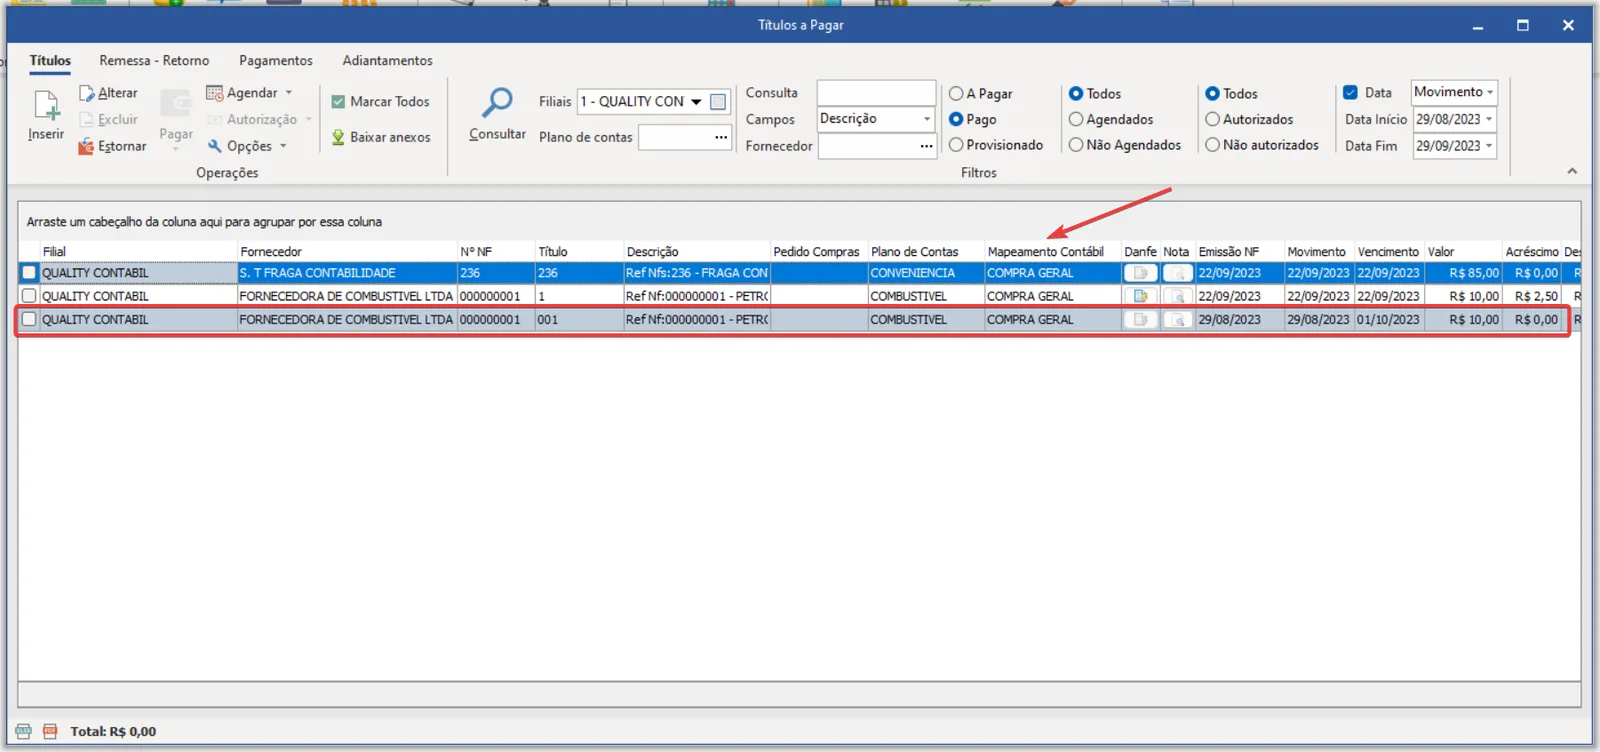 Títulos a Pagar
Títulos Remessa - Retorno Pagamentos Adiantamentos
Inserir
Alterar
Excluir
Estornar
Pagar
Agendar
Autorização
Opções
Operações
Marcar Todos
Baixar anexos
Consultar
Filiais 1 - QUALITY CON
Plano de contas ...
Consulta
Campos Descrição
Fornecedor ...
A Pagar
Pago
Provisionado
Todos
Agendados
Não Agendados
Todos
Autorizados
Não autorizados
Data Movimento
Data Início 29/08/2023
Data Fim 29/09/2023
Filtros
Arraste um cabeçalho da coluna aqui para agrupar por essa coluna
Filial Fornecedor Nº NF Título Descrição Pedido Compras Plano de Contas Mapeamento Contábil Danfe Nota Emissão NF Movimento Vencimento Valor Acréscimo Des
QUALITY CONTABIL S. T FRAGA CONTABILIDADE 236 236 Ref Nfs:236 - FRAGA CON CONVENIENCIA COMPRA GERAL 22/09/2023 22/09/2023 22/09/2023 R$ 85,00 R$ 0,00 R
QUALITY CONTABIL FORNECEDORA DE COMBUSTIVEL LTDA 000000001 1 Ref Nf:000000001 - PETRO COMBUSTIVEL COMPRA GERAL 22/09/2023 22/09/2023 22/09/2023 R$ 10,00 R$ 2,50 R
QUALITY CONTABIL FORNECEDORA DE COMBUSTIVEL LTDA 000000001 001 Ref Nf:000000001 - PETRO COMBUSTIVEL COMPRA GERAL 29/08/2023 29/08/2023 01/10/2023 R$ 10,00 R$ 0,00 R
Total: R$ 0,00